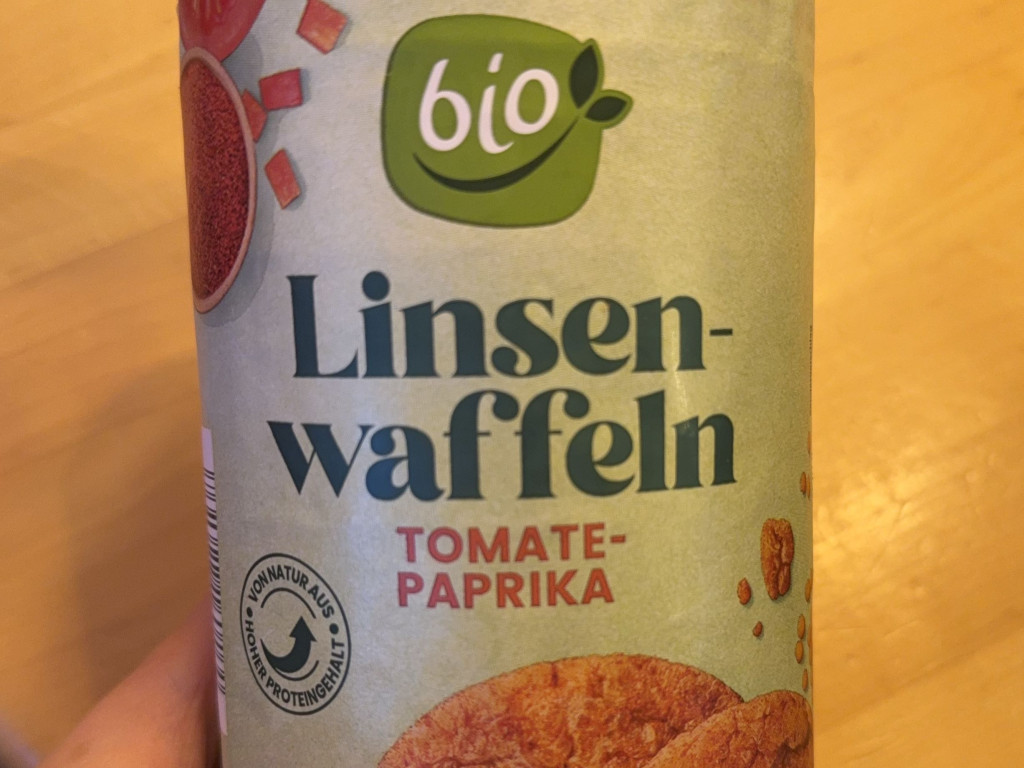 bio
Linsen-
waffeln
TOMATE-
PAPRIKA
VON NATUR AUS
HOHER PROTEINGEHALT